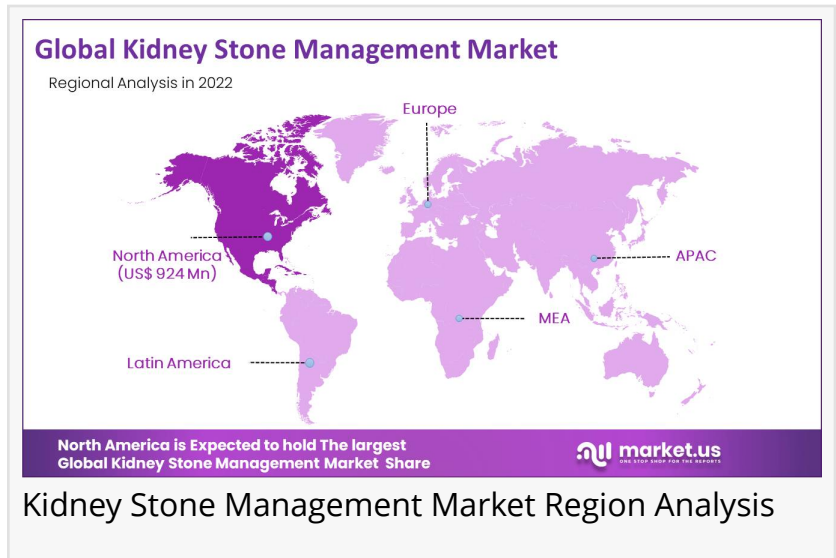 Global Kidney Stone Management Market
Regional Analysis in 2022
Europe
North America
(US$ 924 Mn)
APAC
MEA
Latin America
North America is Expected to hold The largest
Global Kidney Stone Management Market Share
market.us
ONE STOP SHOP FOR THE REPORTS
Kidney Stone Management Market Region Analysis